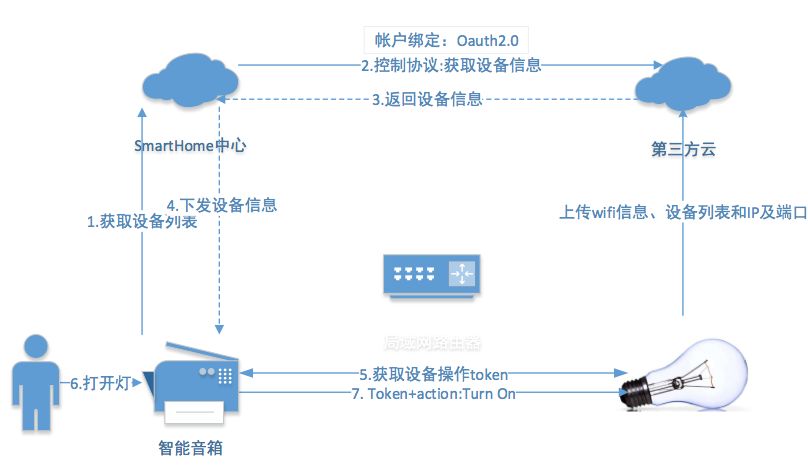 帐户绑定：Oauth2.0
2.控制协议:获取设备信息
3.返回设备信息
SmartHome中心
第三方云
4.下发设备信息
1.获取设备列表
上传wifi信息、设备列表和IP及端口
局域网路由器
6.打开灯
5.获取设备操作token
7. Token+action:Turn On
智能音箱